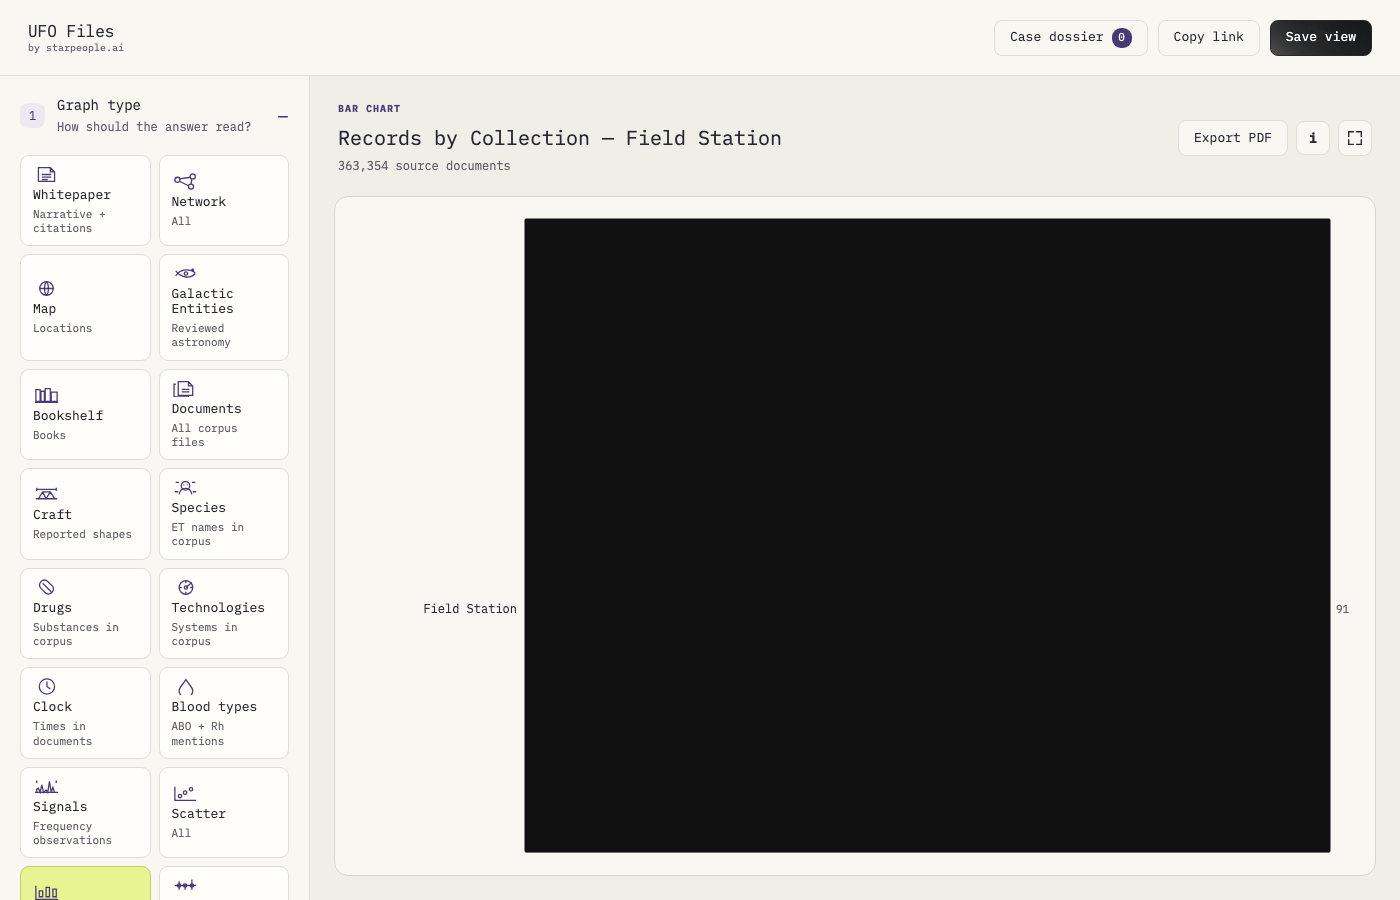 UFO Files
by starpeople.ai
Case dossier 0
Copy link
Save view
1
Graph type
How should the answer read?
–
Whitepaper
Narrative +
citations
Network
All
Map
Locations
Galactic
Entities
Reviewed
astronomy
Bookshelf
Books
Documents
All corpus
files
Craft
Reported shapes
Species
ET names in
corpus
Drugs
Substances in
corpus
Technologies
Systems in
corpus
Clock
Times in
documents
Blood types
ABO + Rh
mentions
Signals
Frequency
observations
Scatter
All
BAR CHART
Records by Collection — Field Station
363,354 source documents
Export PDF
i
Field Station
91